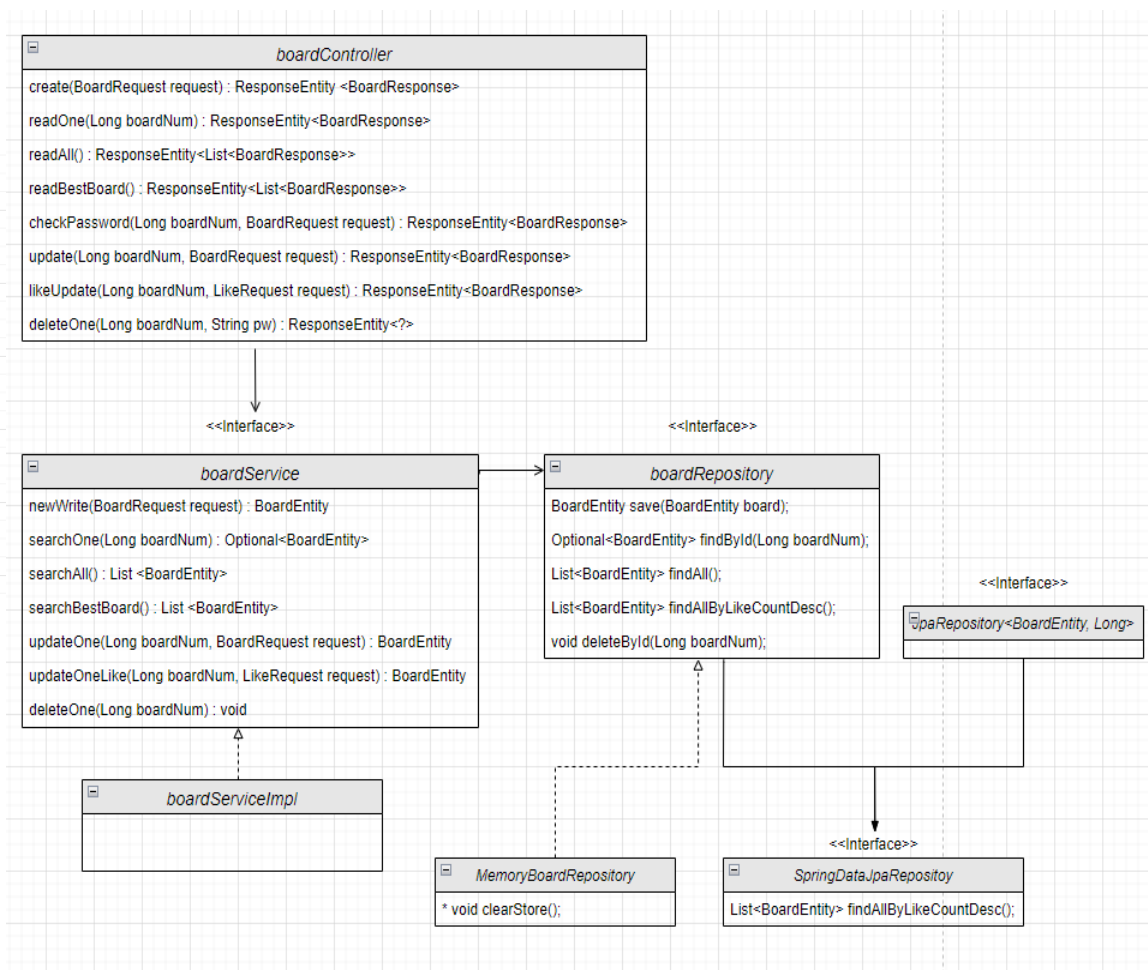 boardController
create(BoardRequest request) : ResponseEntity <BoardResponse>
readOne(Long boardNum) : ResponseEntity<BoardResponse>
readAll() : ResponseEntity<List<BoardResponse>>
readBestBoard() : ResponseEntity<List<BoardResponse>>
checkPassword(Long boardNum, BoardRequest request) : ResponseEntity<BoardResponse>
update(Long boardNum, BoardRequest request) : ResponseEntity<BoardResponse>
likeUpdate(Long boardNum, LikeRequest request) : ResponseEntity<BoardResponse>
deleteOne(Long boardNum, String pw) : ResponseEntity<?>
<<Interface>>
boardService
newWrite(BoardRequest request) : BoardEntity
searchOne(Long boardNum) : Optional<BoardEntity>
searchAll() : List <BoardEntity>
searchBestBoard() : List <BoardEntity>
updateOne(Long boardNum, BoardRequest request) : BoardEntity
updateOneLike(Long boardNum, LikeRequest request) : BoardEntity
deleteOne(Long boardNum) : void
<<Interface>>
boardRepository
BoardEntity save(BoardEntity board);
Optional<BoardEntity> findById(Long boardNum);
List<BoardEntity> findAll();
List<BoardEntity> findAllByLikeCountDesc();
void deleteById(Long boardNum);
<<Interface>>
JpaRepository<BoardEntity, Long>
boardServiceImpl
MemoryBoardRepository
* void clearStore();
<<Interface>>
SpringDataJpaRepositoy
List<BoardEntity> findAllByLikeCountDesc();